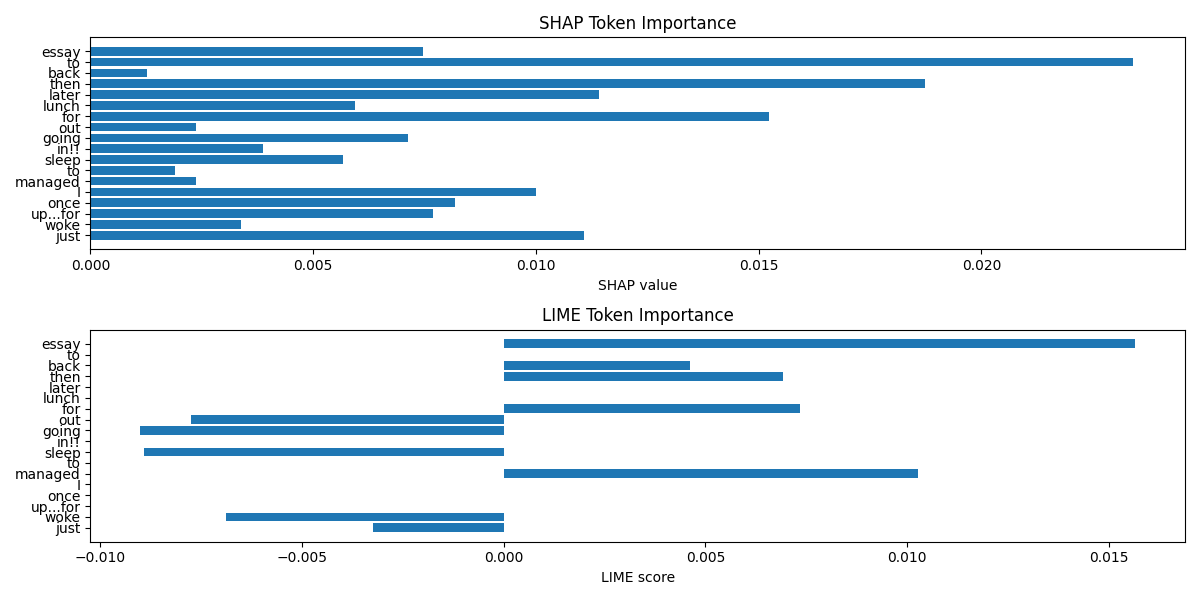 SHAP Token Importance
essay
to
back
then
later
lunch
for
out
going
in!!
sleep
to
managed
I
once
up...for
woke
just
0.000 0.005 0.010 0.015 0.020
SHAP value
LIME Token Importance
essay
to
back
then
later
lunch
for
out
going
in!!
sleep
to
managed
I
once
up...for
woke
just
−0.010 −0.005 0.000 0.005 0.010 0.015
LIME score